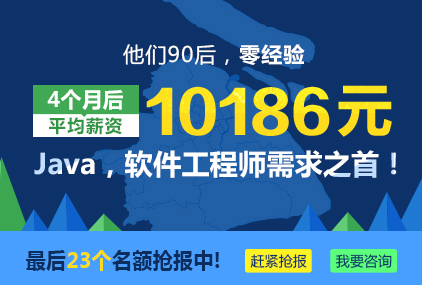 他们90后，零经验
4个月后
平均薪资
10186元
Java，软件工程师需求之首！
最后23个名额抢报中!
赶紧抢报
我要咨询